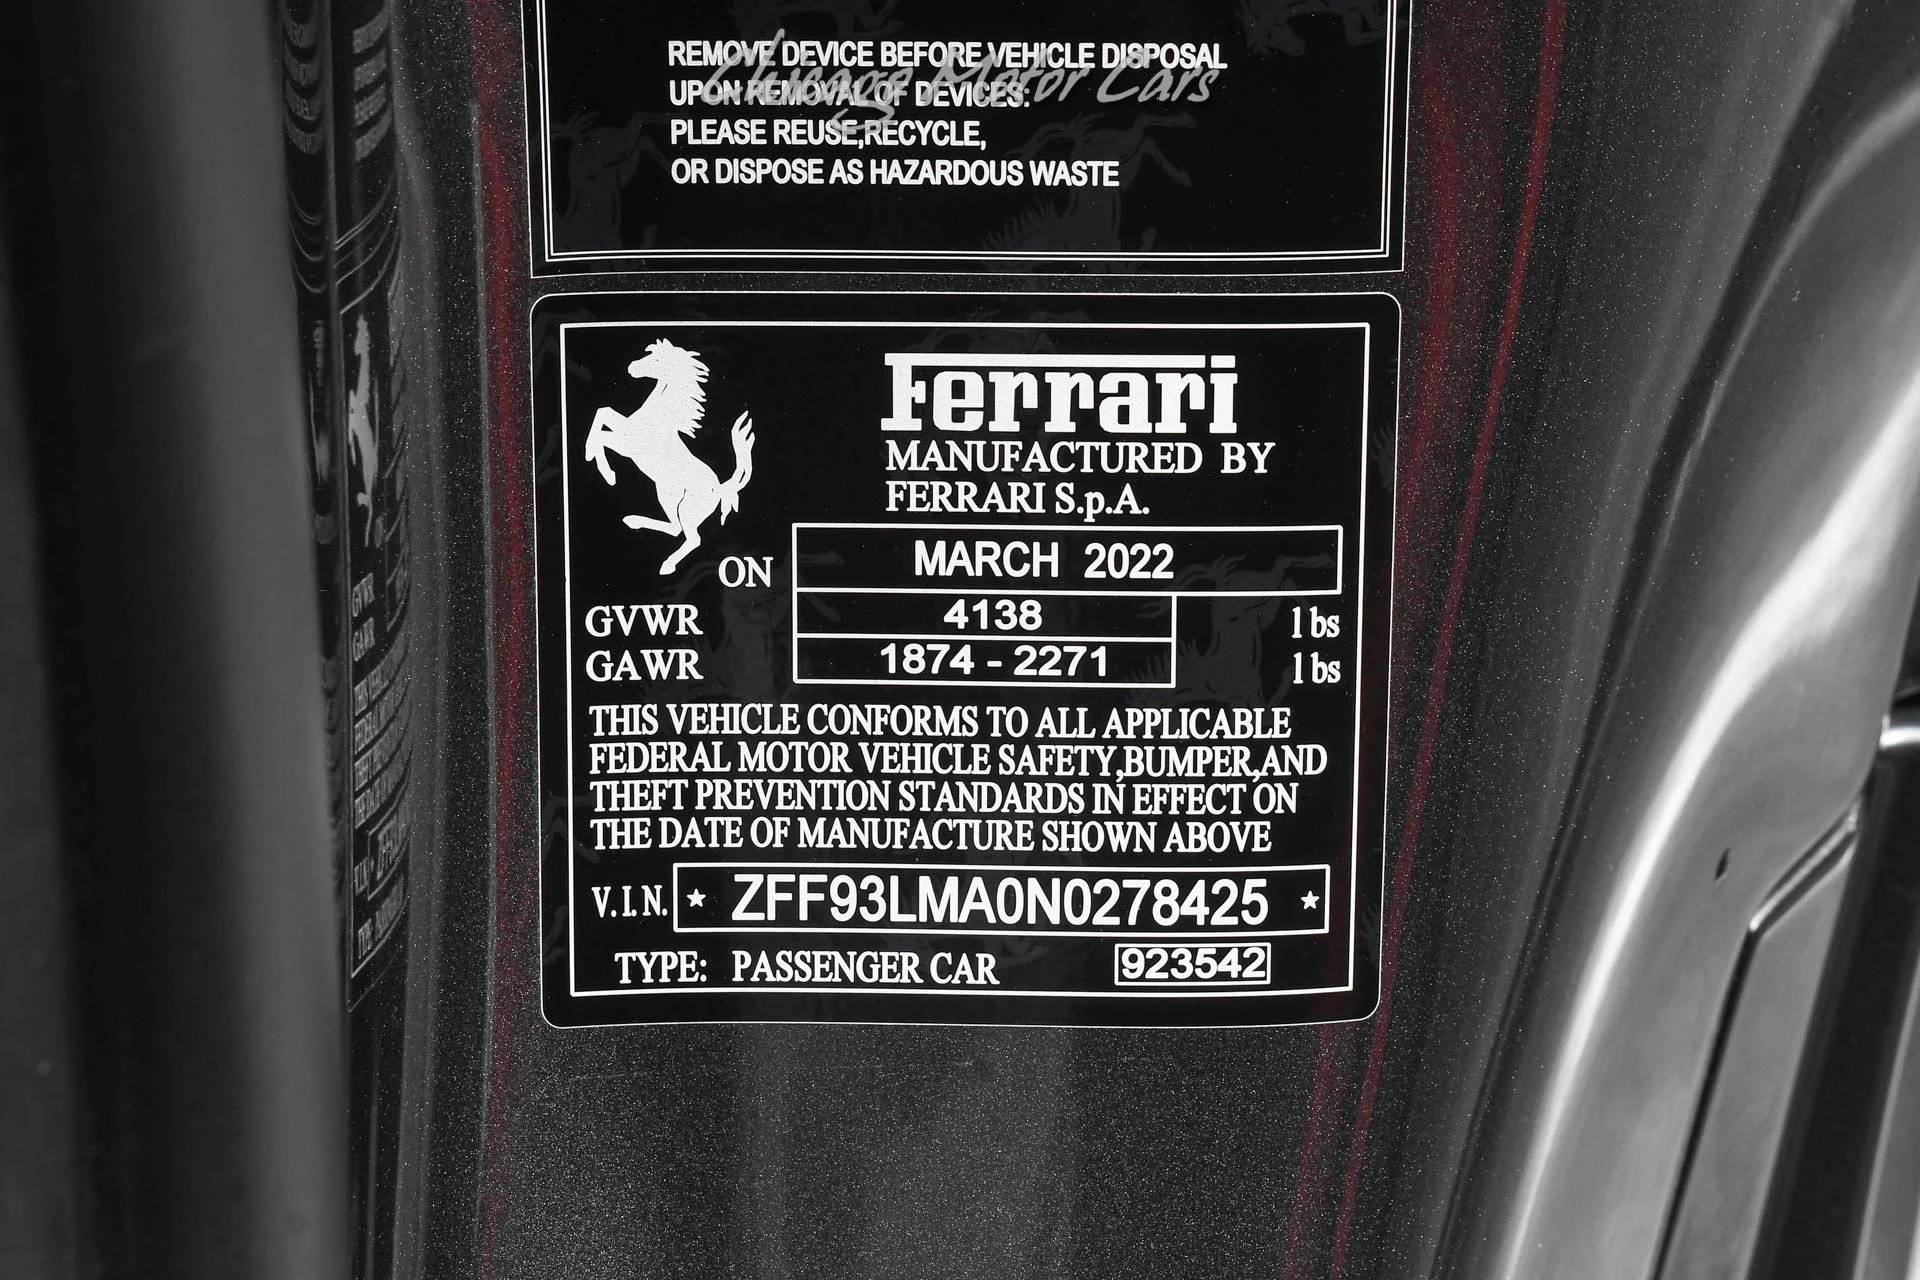 REMOVE DEVICE BEFORE VEHICLE DISPOSAL
Chicago Motor Cars
UPON REMOVAL OF DEVICES:
PLEASE REUSE,RECYCLE,
OR DISPOSE AS HAZARDOUS WASTE
Ferrari
MANUFACTURED BY
FERRARI S.p.A.
ON MARCH 2022
GVWR 4138 lbs
GAWR 1874 - 2271 lbs
THIS VEHICLE CONFORMS TO ALL APPLICABLE
FEDERAL MOTOR VEHICLE SAFETY,BUMPER,AND
THEFT PREVENTION STANDARDS IN EFFECT ON
THE DATE OF MANUFACTURE SHOWN ABOVE
V.I.N. ★ ZFF93LMA0N0278425 ★
TYPE: PASSENGER CAR 923542